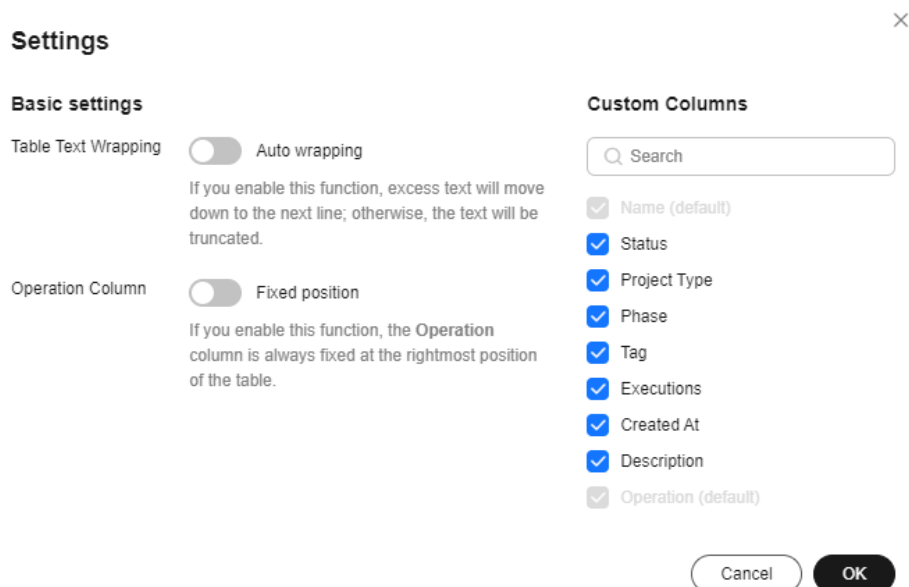 Settings
Basic settings
Table Text Wrapping
Auto wrapping
If you enable this function, excess text will move
down to the next line; otherwise, the text will be
truncated.
Operation Column
Fixed position
If you enable this function, the Operation
column is always fixed at the rightmost position
of the table.
Custom Columns
Search
Name (default)
Status
Project Type
Phase
Tag
Executions
Created At
Description
Operation (default)
Cancel
OK